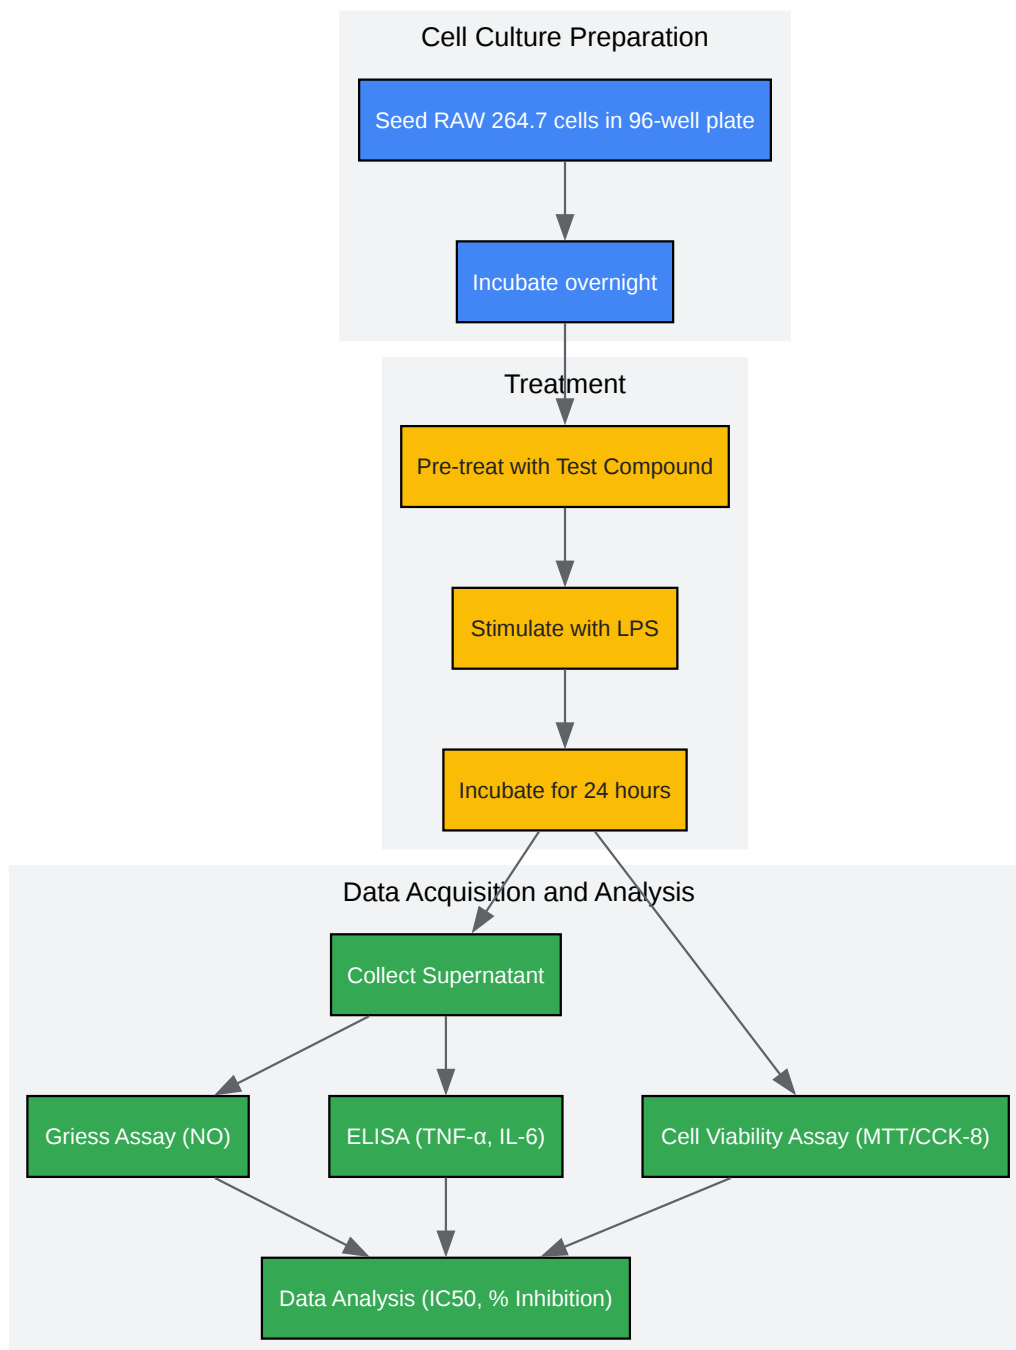 Cell Culture Preparation
Seed RAW 264.7 cells in 96-well plate
Incubate overnight
Treatment
Pre-treat with Test Compound
Stimulate with LPS
Incubate for 24 hours
Data Acquisition and Analysis
Collect Supernatant
Griess Assay (NO)
ELISA (TNF-α, IL-6)
Cell Viability Assay (MTT/CCK-8)
Data Analysis (IC50, % Inhibition)